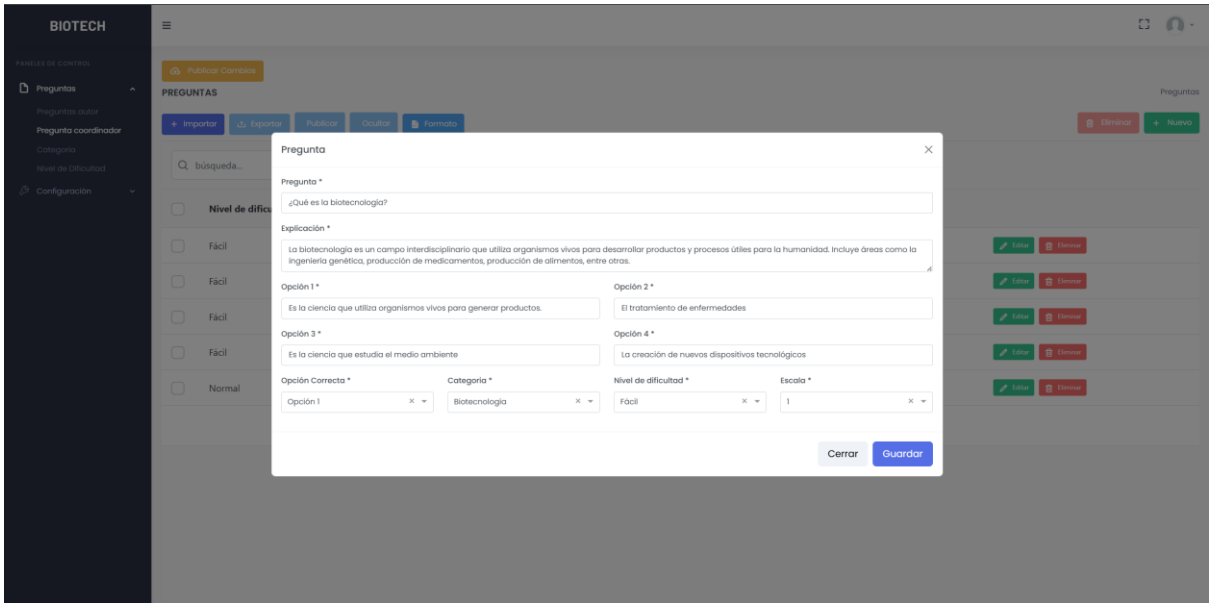 BIOTECH
PANELES DE CONTROL
Preguntas
Preguntas autor
Pregunta coordinador
Categoría
Nivel de Dificultad
Configuración
Publicar Cambios
PREGUNTAS
Preguntas
+ Importar
Exportar
Publicar
Ocultar
Formato
Eliminar
+ Nuevo
búsqueda...
Nivel de dificu
Fácil
Editar
Eliminar
Fácil
Editar
Eliminar
Fácil
Editar
Eliminar
Fácil
Editar
Eliminar
Normal
Editar
Eliminar
Pregunta
Pregunta *
¿Qué es la biotecnología?
Explicación *
La biotecnología es un campo interdisciplinario que utiliza organismos vivos para desarrollar productos y procesos útiles para la humanidad. Incluye áreas como la
ingeniería genética, producción de medicamentos, producción de alimentos, entre otras.
Opción 1 *
Opción 2 *
Es la ciencia que utiliza organismos vivos para generar productos.
El tratamiento de enfermedades
Opción 3 *
Opción 4 *
Es la ciencia que estudia el medio ambiente
La creación de nuevos dispositivos tecnológicos
Opción Correcta *
Categoría *
Nivel de dificultad *
Escala *
Opción 1
Biotecnología
Fácil
1
Cerrar
Guardar